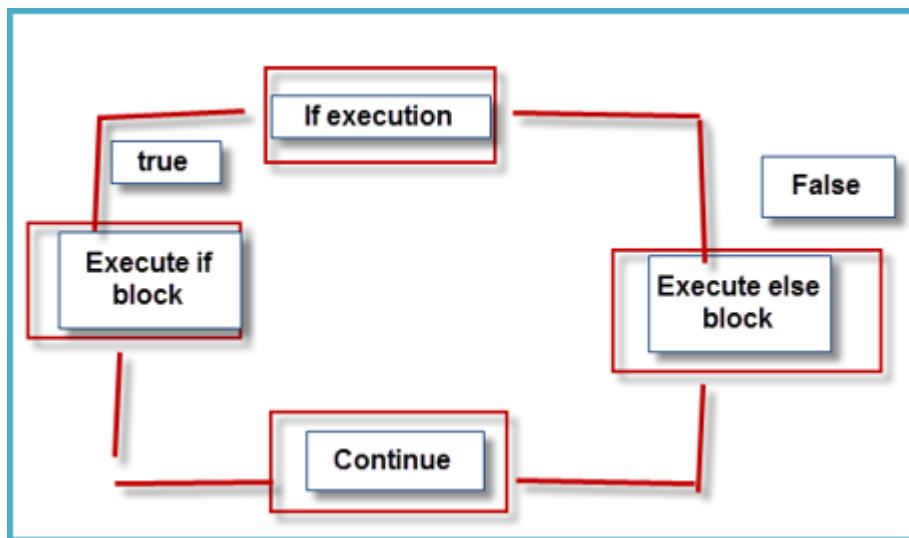 If execution
true
False
Execute if
block
Execute else
block
Continue